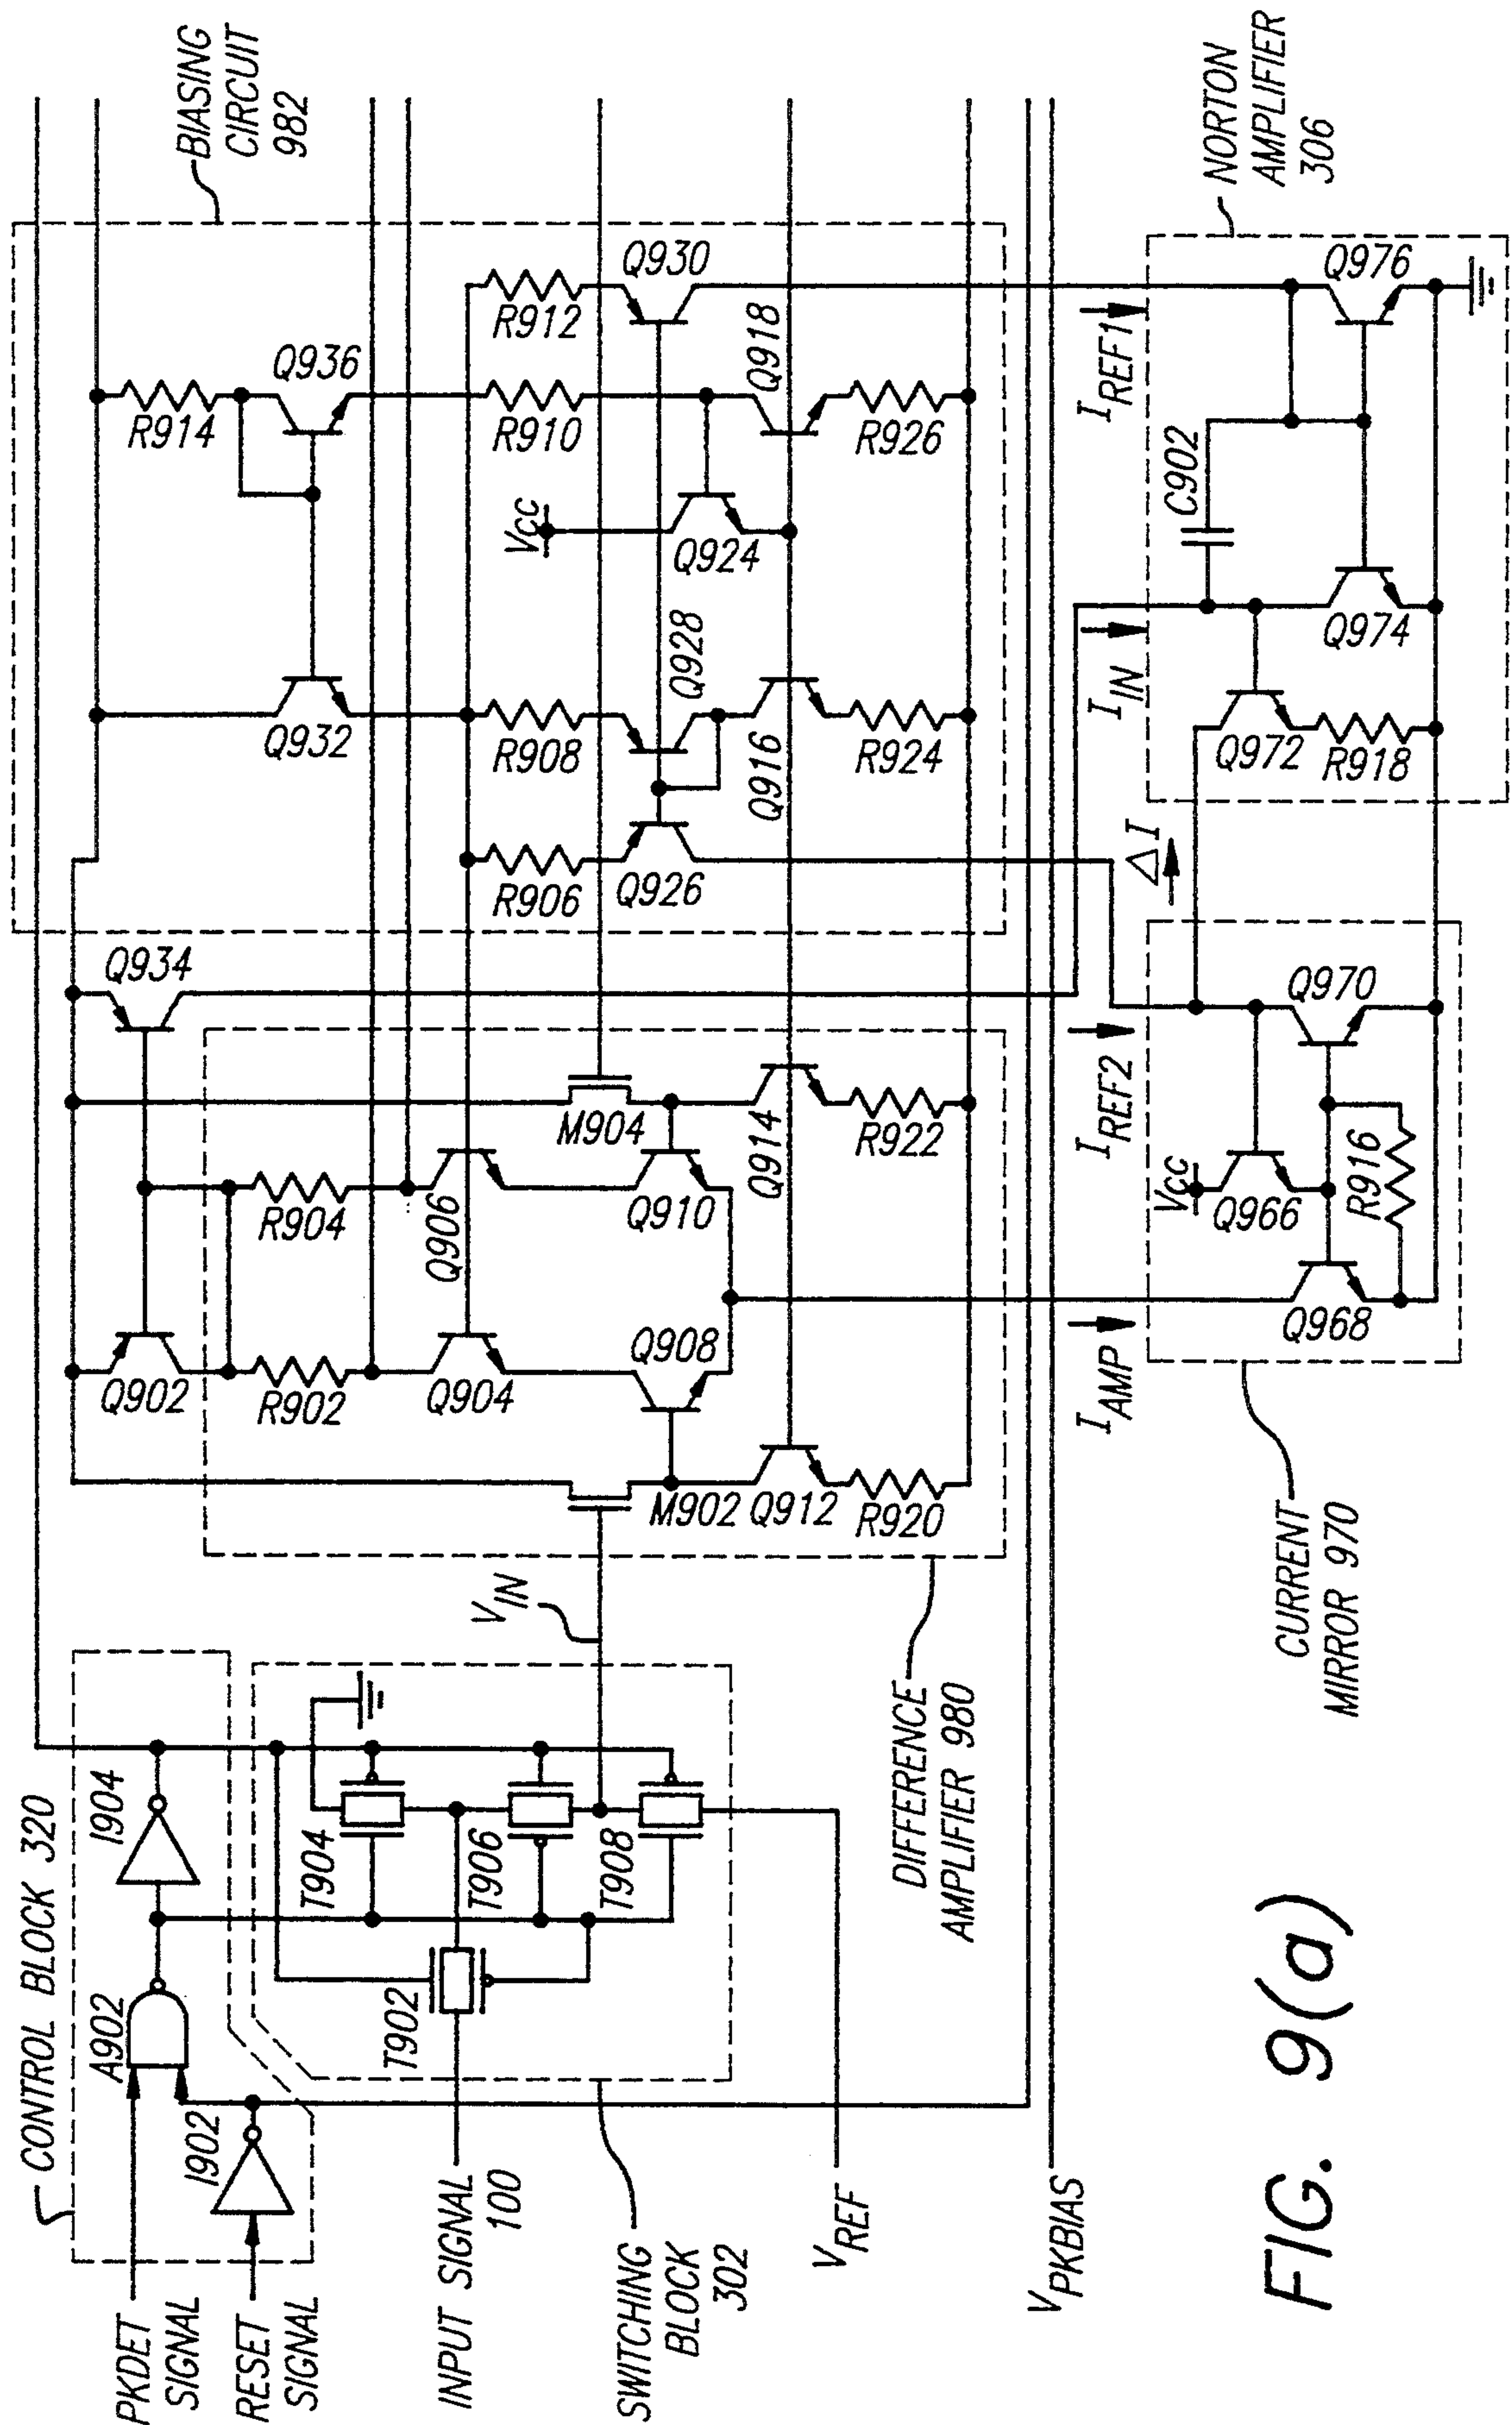 CONTROL BLOCK 320
PKDET
SIGNAL
RESET
SIGNAL
A902
I902
I904
INPUT SIGNAL
100
SWITCHING
BLOCK
302
T902
T904
T906
T908
V_REF
V_PKBIAS
V_IN
DIFFERENCE
AMPLIFIER 980
Q902
R902
Q904
Q908
M902
Q912
R920
R904
Q906
Q910
M904
Q914
R922
Q934
BIASING
CIRCUIT
982
R914
Q936
Q932
R906
R908
R910
R912
Q926
Q928
Q930
Vcc
Q924
Q916
Q918
R924
R926
I_AMP
I_REF2
ΔI
I_IN
I_REF1
CURRENT
MIRROR 970
Vcc
Q966
Q968
Q970
R916
NORTON
AMPLIFIER
306
C902
Q972
R918
Q974
Q976
FIG. 9(a)